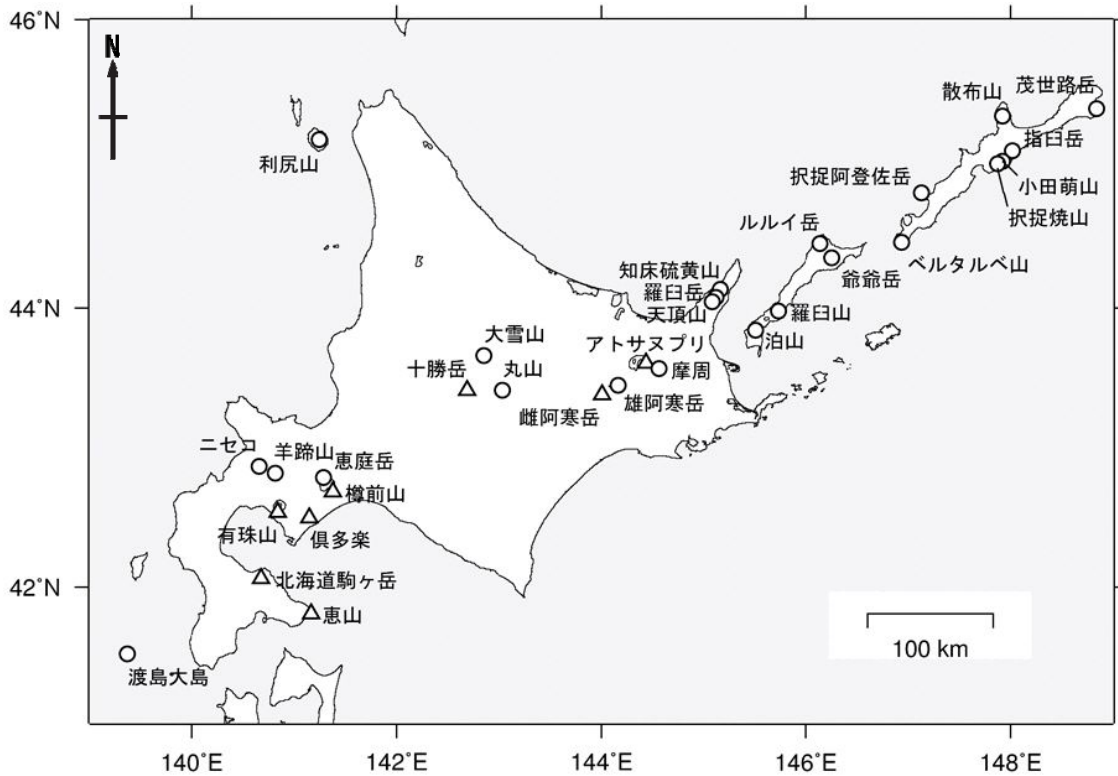 46°N
N
茂世路岳
散布山
指臼岳
利尻山
小田萌山
択捉阿登佐岳
択捉焼山
ルルイ岳
ベルタルベ山
知床硫黄山
爺爺岳
羅臼岳
44°N
天頂山
羅臼山
大雪山
アトサヌプリ
泊山
十勝岳
丸山
摩周
雌阿寒岳
雄阿寒岳
ニセコ
羊蹄山
恵庭岳
樽前山
有珠山
倶多楽
北海道駒ヶ岳
42°N
恵山
100 km
渡島大島
140°E
142°E
144°E
146°E
148°E